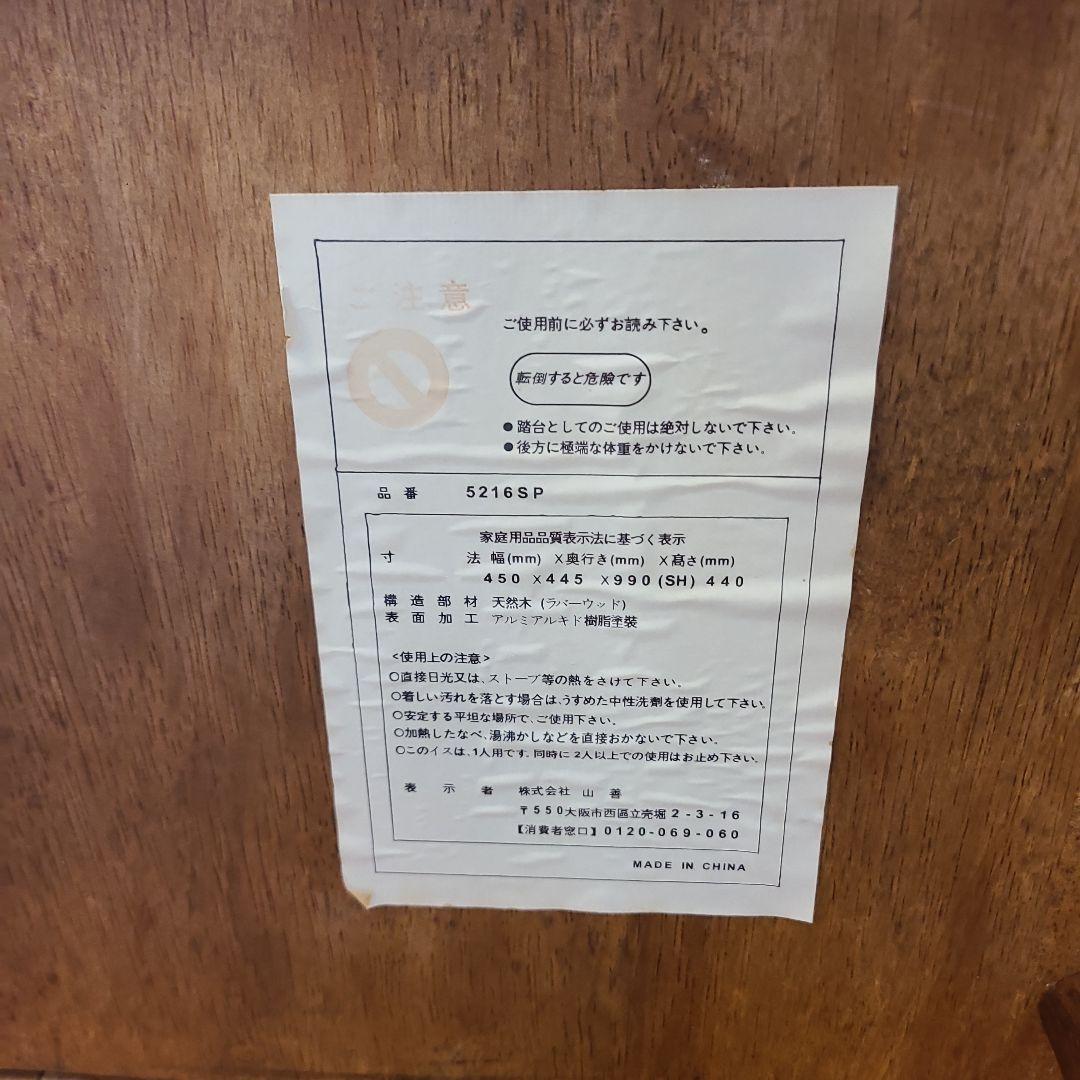 ご注意
ご使用前に必ずお読み下さい。
転倒すると危険です
●踏台としてのご使用は絶対しないで下さい。
●後方に極端な体重をかけないで下さい。
品番 5216SP
家庭用品品質表示法に基づく表示
寸 法 幅(mm) ×奥行き(mm) ×高さ(mm)
450 ×445 ×990 (SH) 440
構造部材 天然木 (ラバーウッド)
表面加工 アルミアルキド樹脂塗装
<使用上の注意>
○直接日光又は、ストーブ等の熱をさけて下さい。
○着しい汚れを落とす場合は、うすめた中性洗剤を使用して下さい。
○安定する平坦な場所で、ご使用下さい。
○加熱したなべ、湯沸かしなどを直接おかないで下さい。
○このイスは、1人用です。同時に2人以上での使用はお止め下さい。
表示者 株式会社 山善
〒550大阪市西區立売堀 2-3-16
【消費者窓口】0120-069-060
MADE IN CHINA